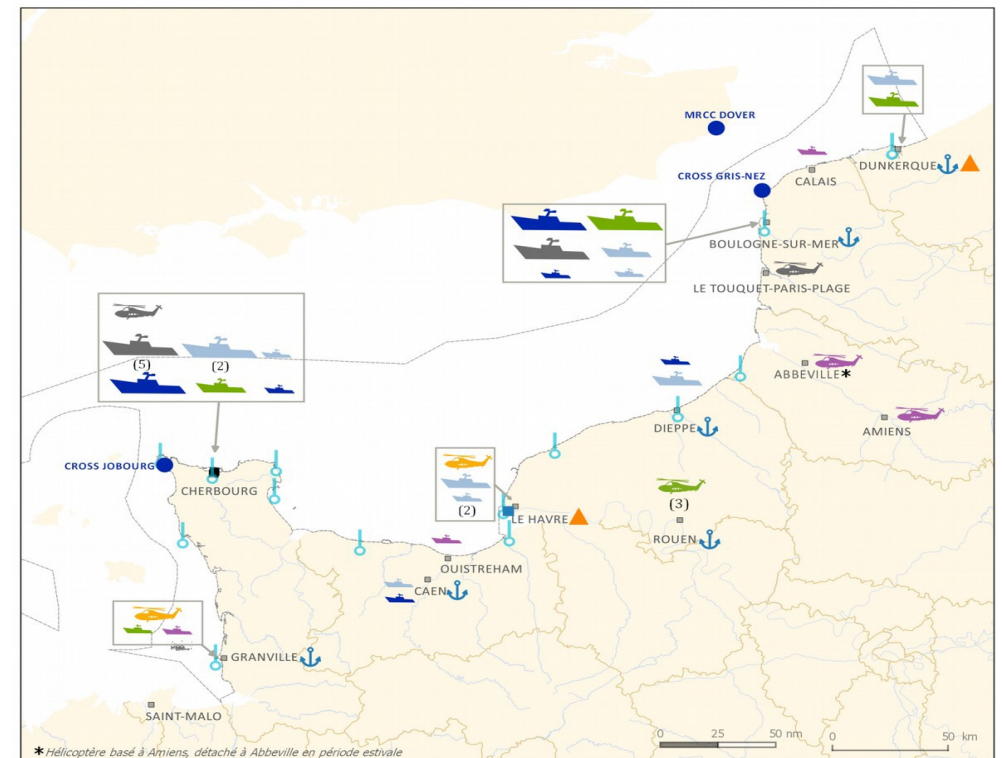 MRCC DOVER
DUNKERQUE
CALAIS
CROSS GRIS-NEZ
BOULOGNE-SUR-MER
LE TOUQUET-PARIS-PLAGE
(5)
(2)
ABBEVILLE*
AMIENS
DIEPPE
CROSS JOBOURG
CHERBOURG
(2)
LE HAVRE
(3)
ROUEN
OUISTREHAM
CAEN
GRANVILLE
SAINT-MALO
0 25 50 nm
0 50 km
*Hélicoptère basé à Amiens, détaché à Abbeville en période estivale